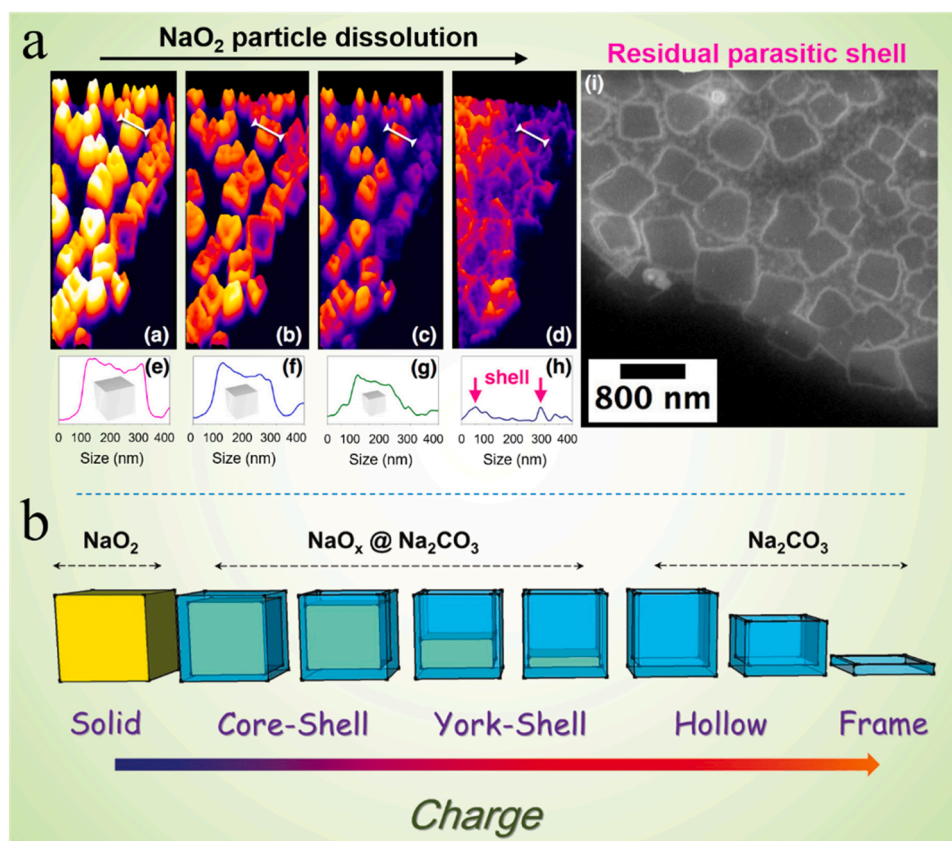 a
NaO₂ particle dissolution
Residual parasitic shell
(a)
(b)
(c)
(d)
(i)
(e)
(f)
(g)
(h)
shell
0 100 200 300 400
0 100 200 300 400
0 100 200 300 400
0 100 200 300 400
Size (nm)
Size (nm)
Size (nm)
Size (nm)
800 nm
b
NaO₂
NaOₓ @ Na₂CO₃
Na₂CO₃
Solid
Core-Shell
York-Shell
Hollow
Frame
Charge